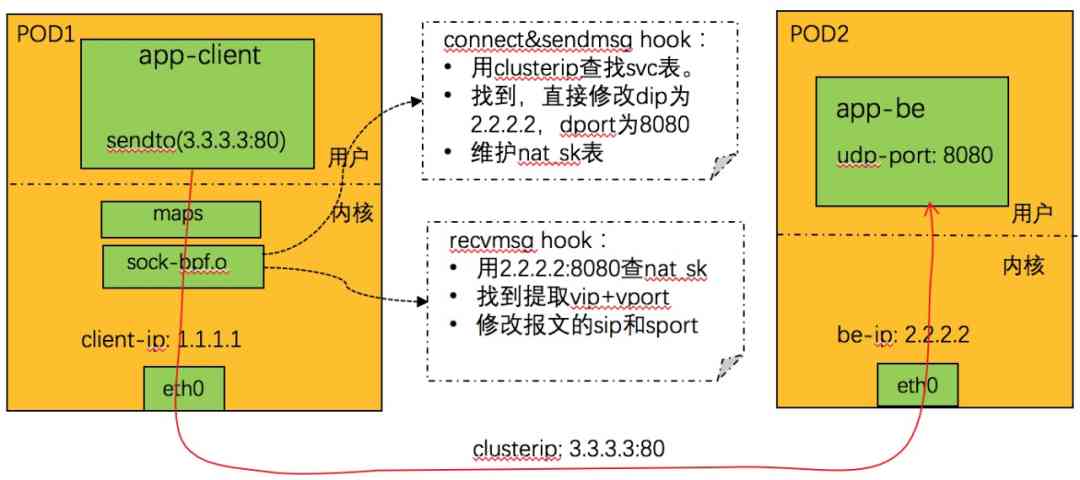 POD1
app-client
sendto(3.3.3.3:80)
用户
内核
maps
sock-bpf.o
client-ip: 1.1.1.1
eth0
connect&sendmsg hook：
• 用clusterip查找svc表。
• 找到，直接修改dip为
2.2.2.2，dport为8080
• 维护nat_sk表
recvmsg hook：
• 用2.2.2.2:8080查nat_sk
• 找到提取vip+vport
• 修改报文的sip和sport
POD2
app-be
udp-port: 8080
用户
内核
be-ip: 2.2.2.2
eth0
clusterip: 3.3.3.3:80